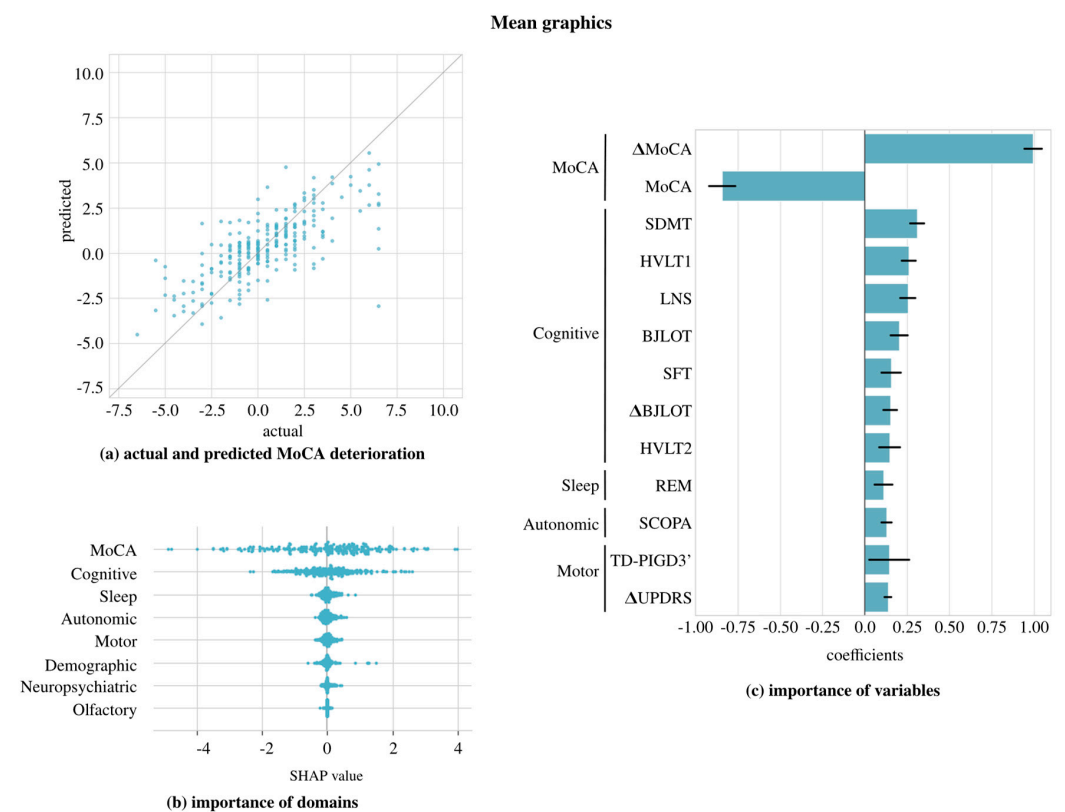 Mean graphics
10.0
7.5
5.0
2.5
0.0
-2.5
-5.0
-7.5
predicted
-7.5 -5.0 -2.5 0.0 2.5 5.0 7.5 10.0
actual
(a) actual and predicted MoCA deterioration
MoCA
Cognitive
Sleep
Autonomic
Motor
Demographic
Neuropsychiatric
Olfactory
-4 -2 0 2 4
SHAP value
(b) importance of domains
MoCA
ΔMoCA
MoCA
Cognitive
SDMT
HVLT1
LNS
BJLOT
SFT
ΔBJLOT
HVLT2
Sleep
REM
Autonomic
SCOPA
Motor
TD-PIGD3’
ΔUPDRS
-1.00 -0.75 -0.50 -0.25 0.0 0.25 0.50 0.75 1.00
coefficients
(c) importance of variables